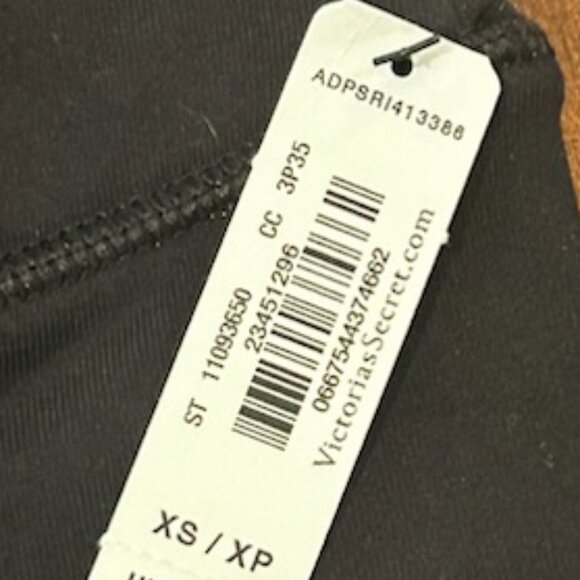 ADPSRI413386
ST 11093650 CC 3P35
23451296
0667544374662
VictoriasSecret.com
XS / XP